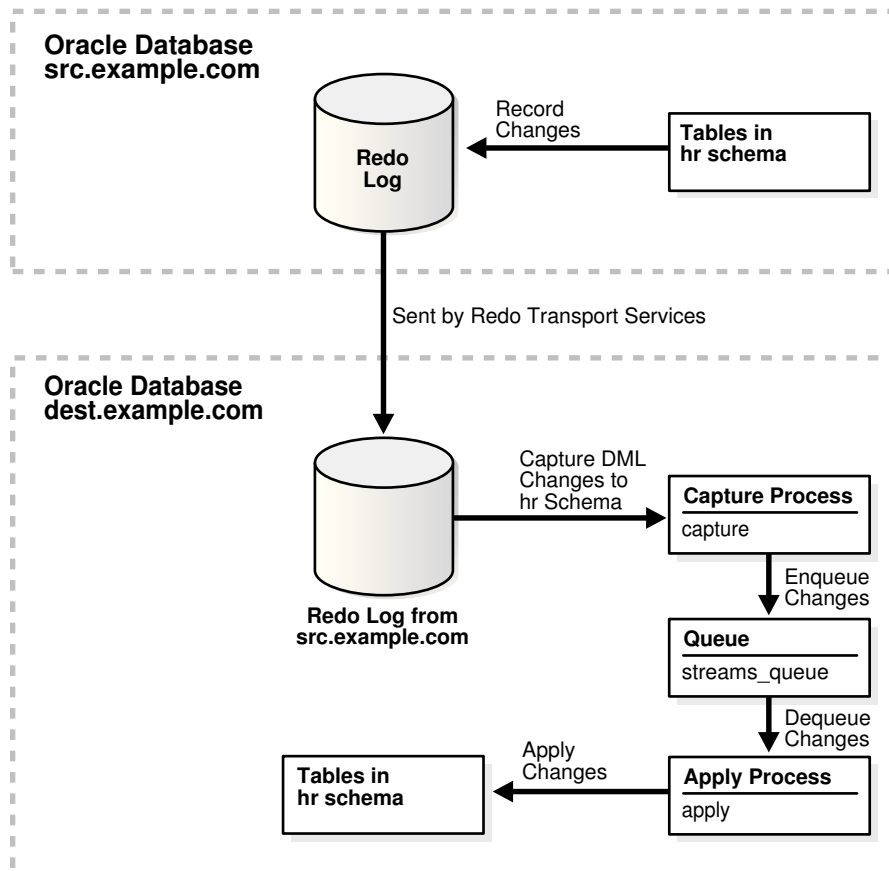 Oracle Database
src.example.com
Record
Changes
Redo
Log
Tables in
hr schema
Sent by Redo Transport Services
Oracle Database
dest.example.com
Capture DML
Changes to
hr Schema
Capture Process
capture
Redo Log from
src.example.com
Enqueue
Changes
Queue
streams_queue
Dequeue
Changes
Apply Process
apply
Apply
Changes
Tables in
hr schema